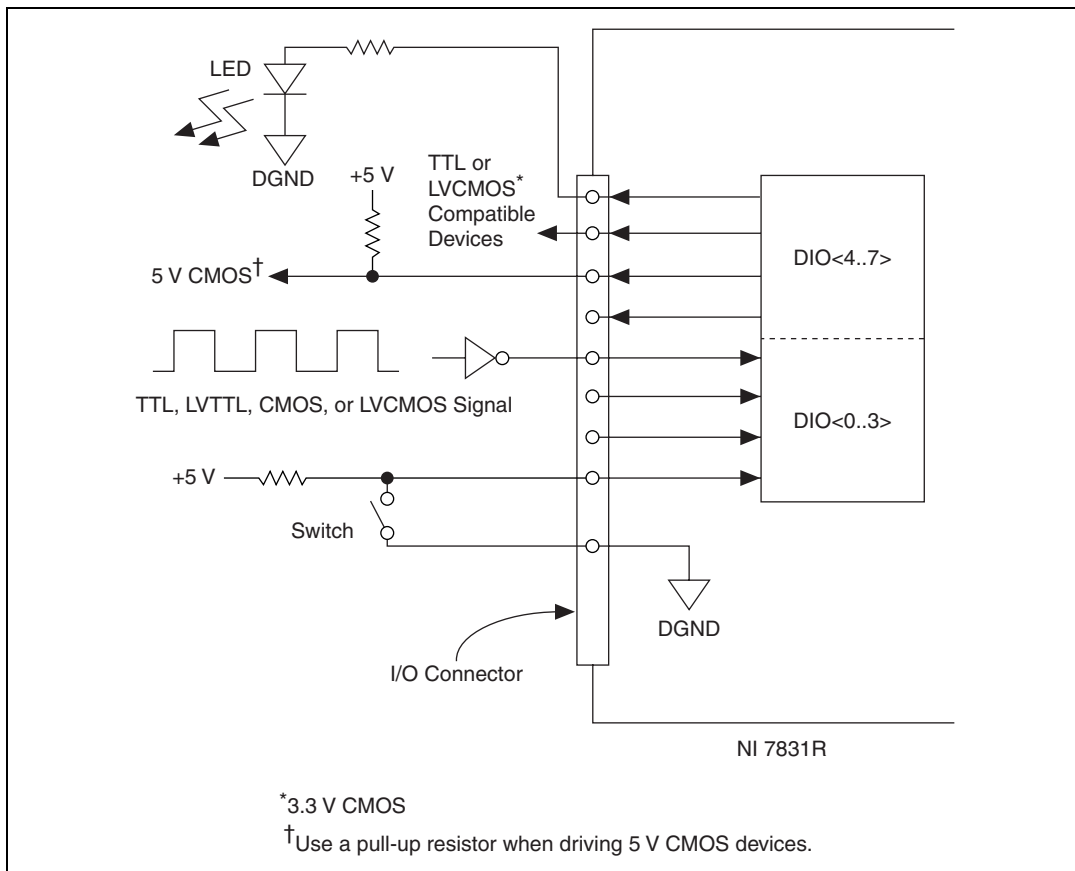 LED
DGND
+5 V
TTL or
LVCMOS*
Compatible
Devices
5 V CMOS†
DIO<4..7>
TTL, LVTTL, CMOS, or LVCMOS Signal
DIO<0..3>
+5 V
Switch
DGND
I/O Connector
NI 7831R
*3.3 V CMOS
†Use a pull-up resistor when driving 5 V CMOS devices.